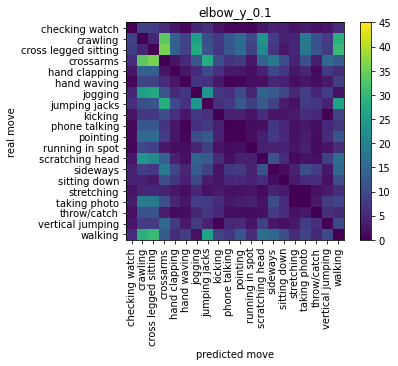 elbow_y_0.1
real move
checking watch
crawling
cross legged sitting
crossarms
hand clapping
hand waving
jogging
jumping jacks
kicking
phone talking
pointing
running in spot
scratching head
sideways
sitting down
stretching
taking photo
throw/catch
vertical jumping
walking
45
40
35
30
25
20
15
10
5
0
checking watch
crawling
cross legged sitting
crossarms
hand clapping
hand waving
jogging
jumping jacks
kicking
phone talking
pointing
running in spot
scratching head
sideways
sitting down
stretching
taking photo
throw/catch
vertical jumping
walking
predicted move